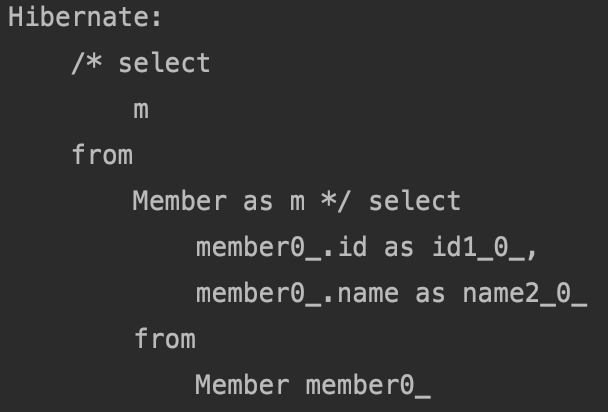 Hibernate:
    /* select
        m
    from
        Member as m */ select
            member0_.id as id1_0_,
            member0_.name as name2_0_
        from
            Member member0_